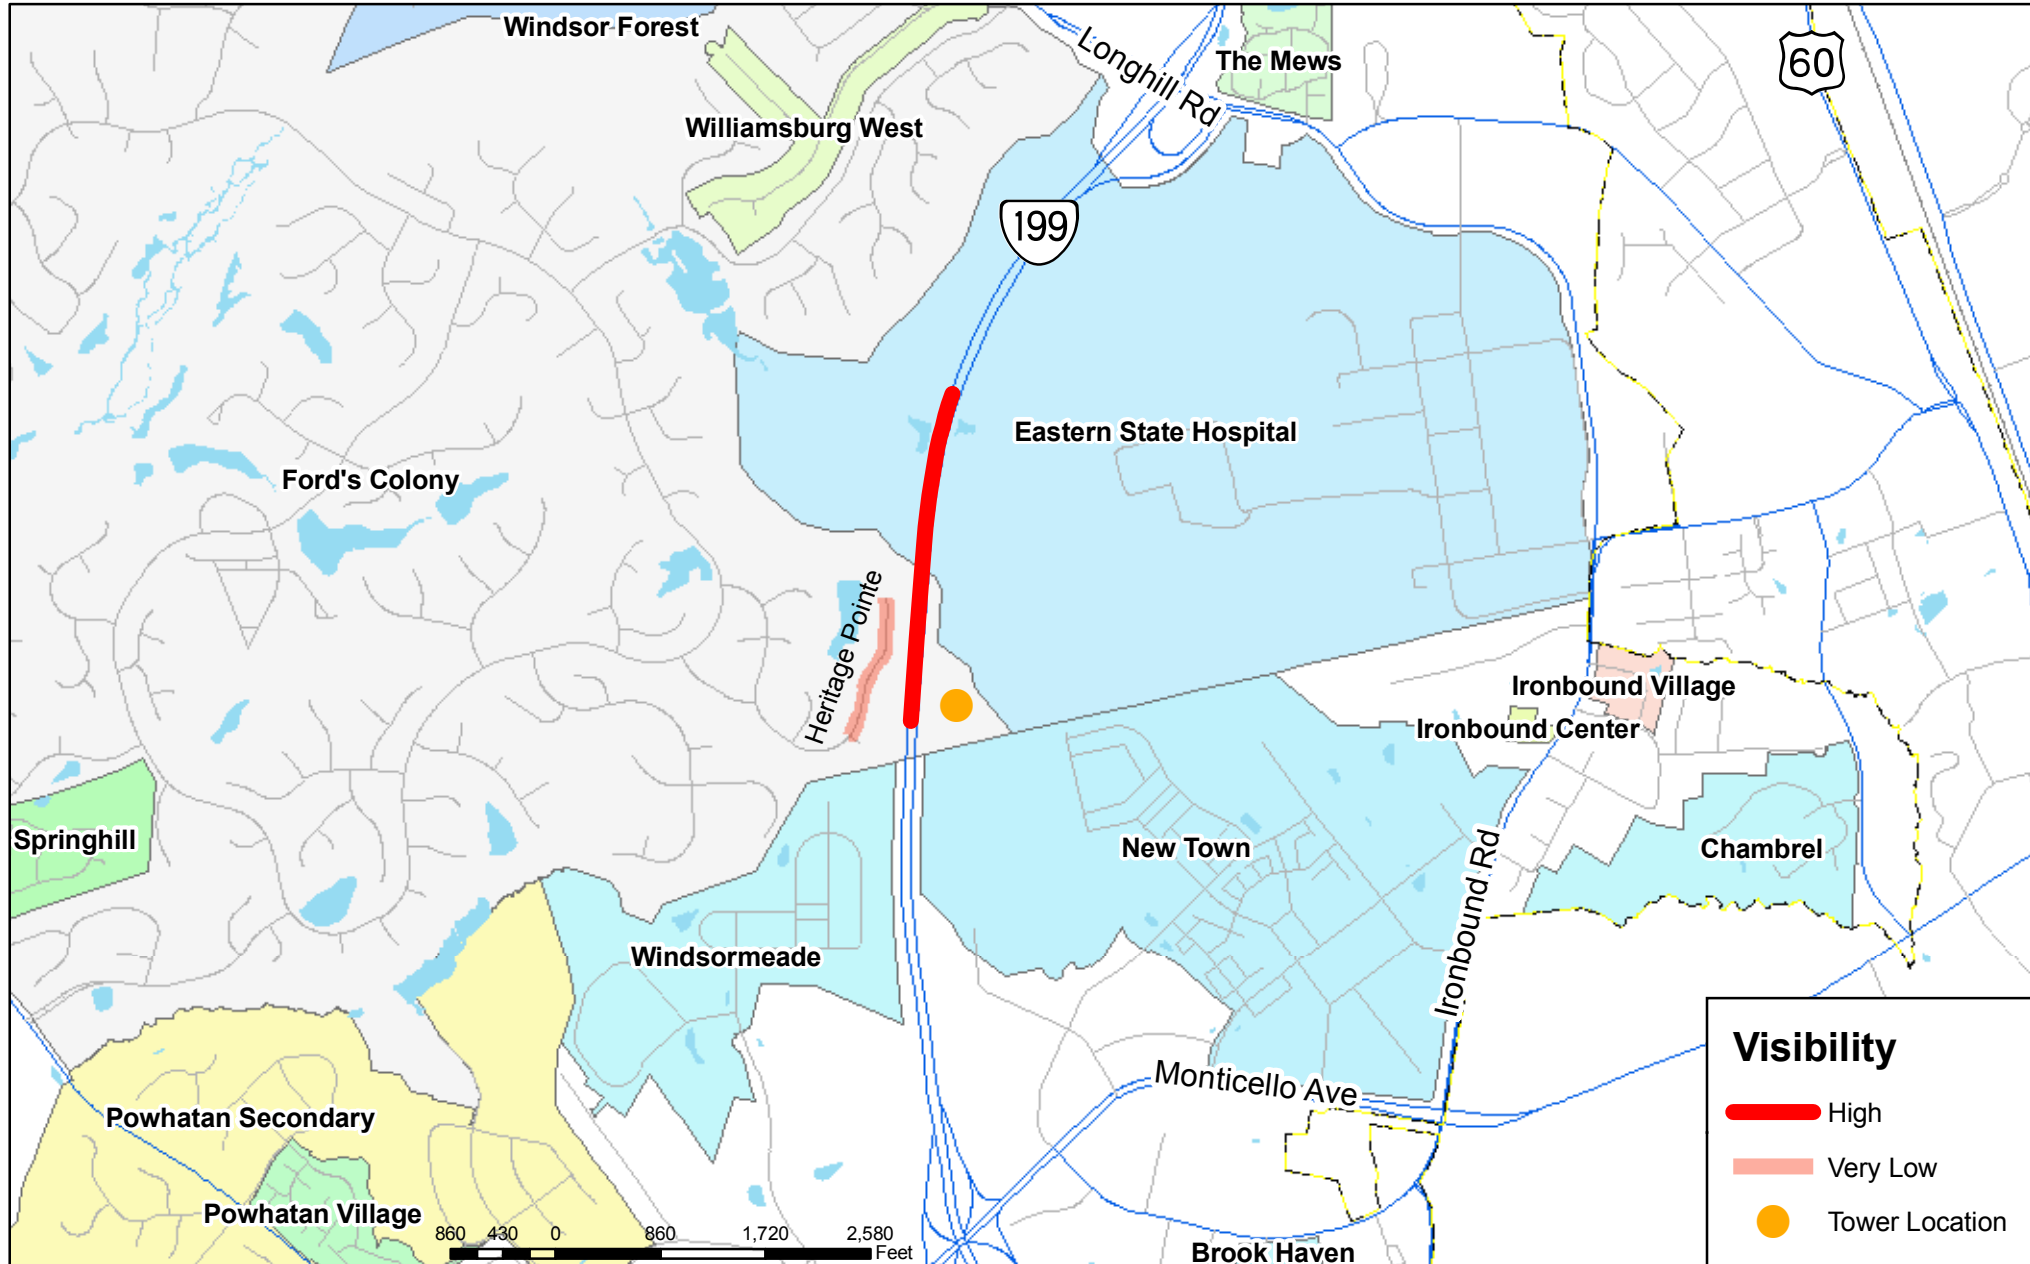 Windsor Forest
Longhill Rd
The Mews
60
Williamsburg West
199
Eastern State Hospital
Ford's Colony
Heritage Pointe
Ironbound Village
Ironbound Center
Springhill
New Town
Chambrel
Ironbound Rd
Windsormeade
Monticello Ave
Powhatan Secondary
Powhatan Village
Brook Haven
860 430 0 860 1,720 2,580
Feet
Visibility
High
Very Low
Tower Location